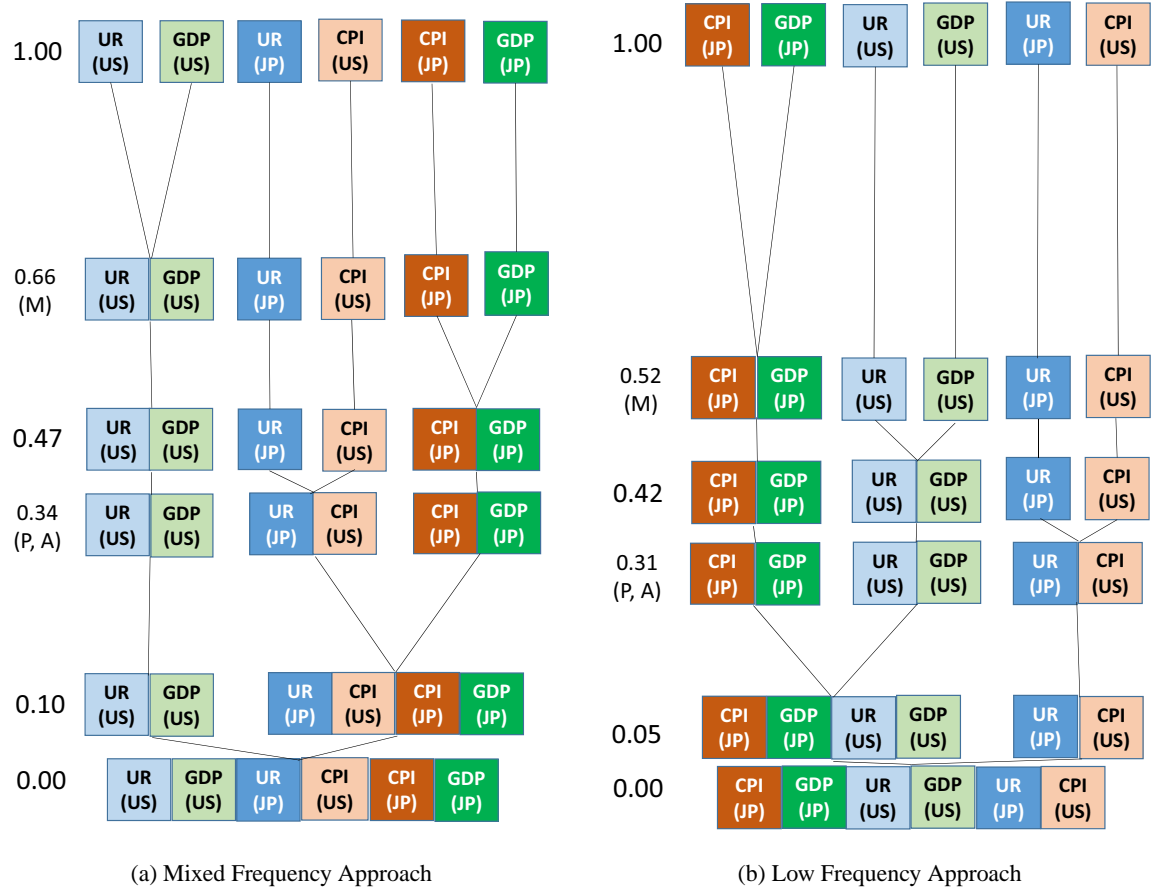 1.00
UR GDP UR CPI CPI GDP
(US) (US) (JP) (US) (JP) (JP)
0.66
(M)
UR GDP UR CPI CPI GDP
(US) (US) (JP) (US) (JP) (JP)
0.47
UR GDP UR CPI CPI GDP
(US) (US) (JP) (US) (JP) (JP)
0.34
(P, A)
UR GDP UR CPI CPI GDP
(US) (US) (JP) (US) (JP) (JP)
0.10
UR GDP UR CPI CPI GDP
(US) (US) (JP) (US) (JP) (JP)
0.00
UR GDP UR CPI CPI GDP
(US) (US) (JP) (US) (JP) (JP)
(a) Mixed Frequency Approach
1.00
CPI GDP UR GDP UR CPI
(JP) (JP) (US) (US) (JP) (US)
0.52
(M)
CPI GDP UR GDP UR CPI
(JP) (JP) (US) (US) (JP) (US)
0.42
CPI GDP UR GDP UR CPI
(JP) (JP) (US) (US) (JP) (US)
0.31
(P, A)
CPI GDP UR GDP UR CPI
(JP) (JP) (US) (US) (JP) (US)
0.05
CPI GDP UR GDP UR CPI
(JP) (JP) (US) (US) (JP) (US)
0.00
CPI GDP UR GDP UR CPI
(JP) (JP) (US) (US) (JP) (US)
(b) Low Frequency Approach